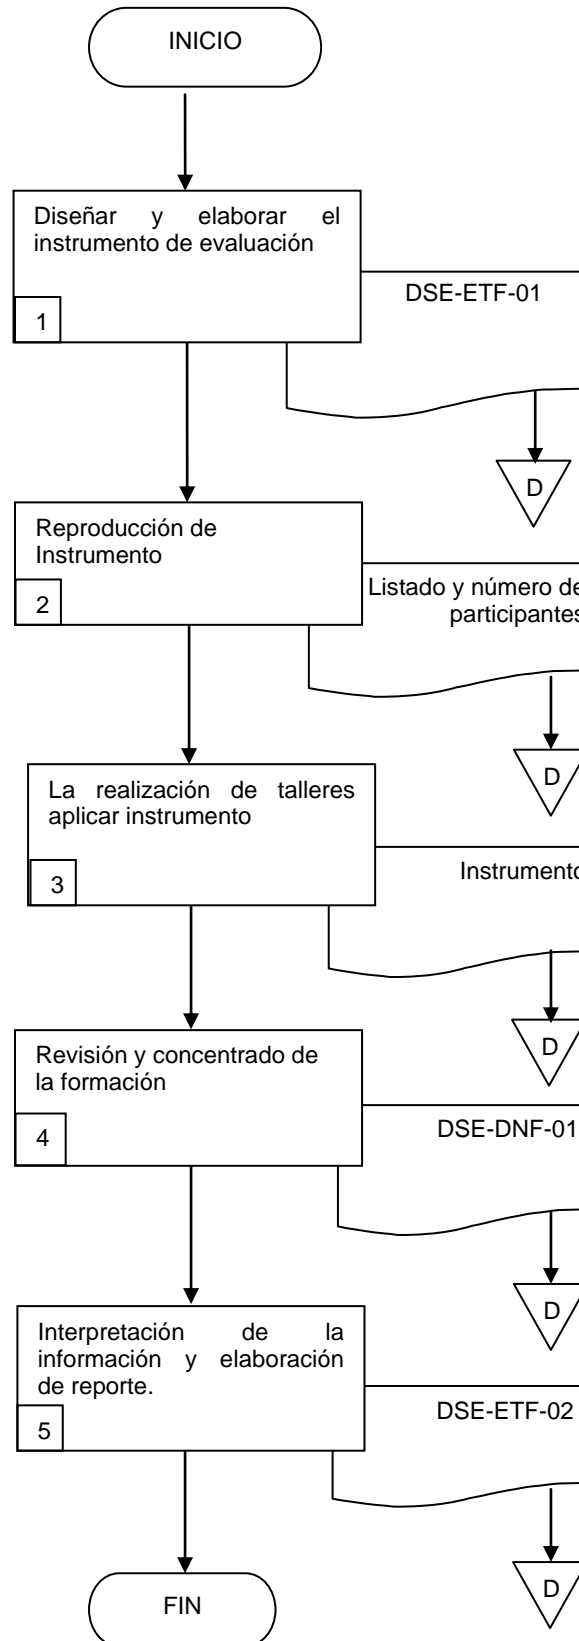 INICIO
Diseñar y elaborar el
instrumento de evaluación
1
DSE-ETF-01
D
Reproducción de
Instrumento
2
Listado y número de
participantes
D
La realización de talleres
aplicar instrumento
3
Instrumento
D
Revisión y concentrado de
la formación
4
DSE-DNF-01
D
Interpretación de la
información y elaboración
de reporte.
5
DSE-ETF-02
D
FIN